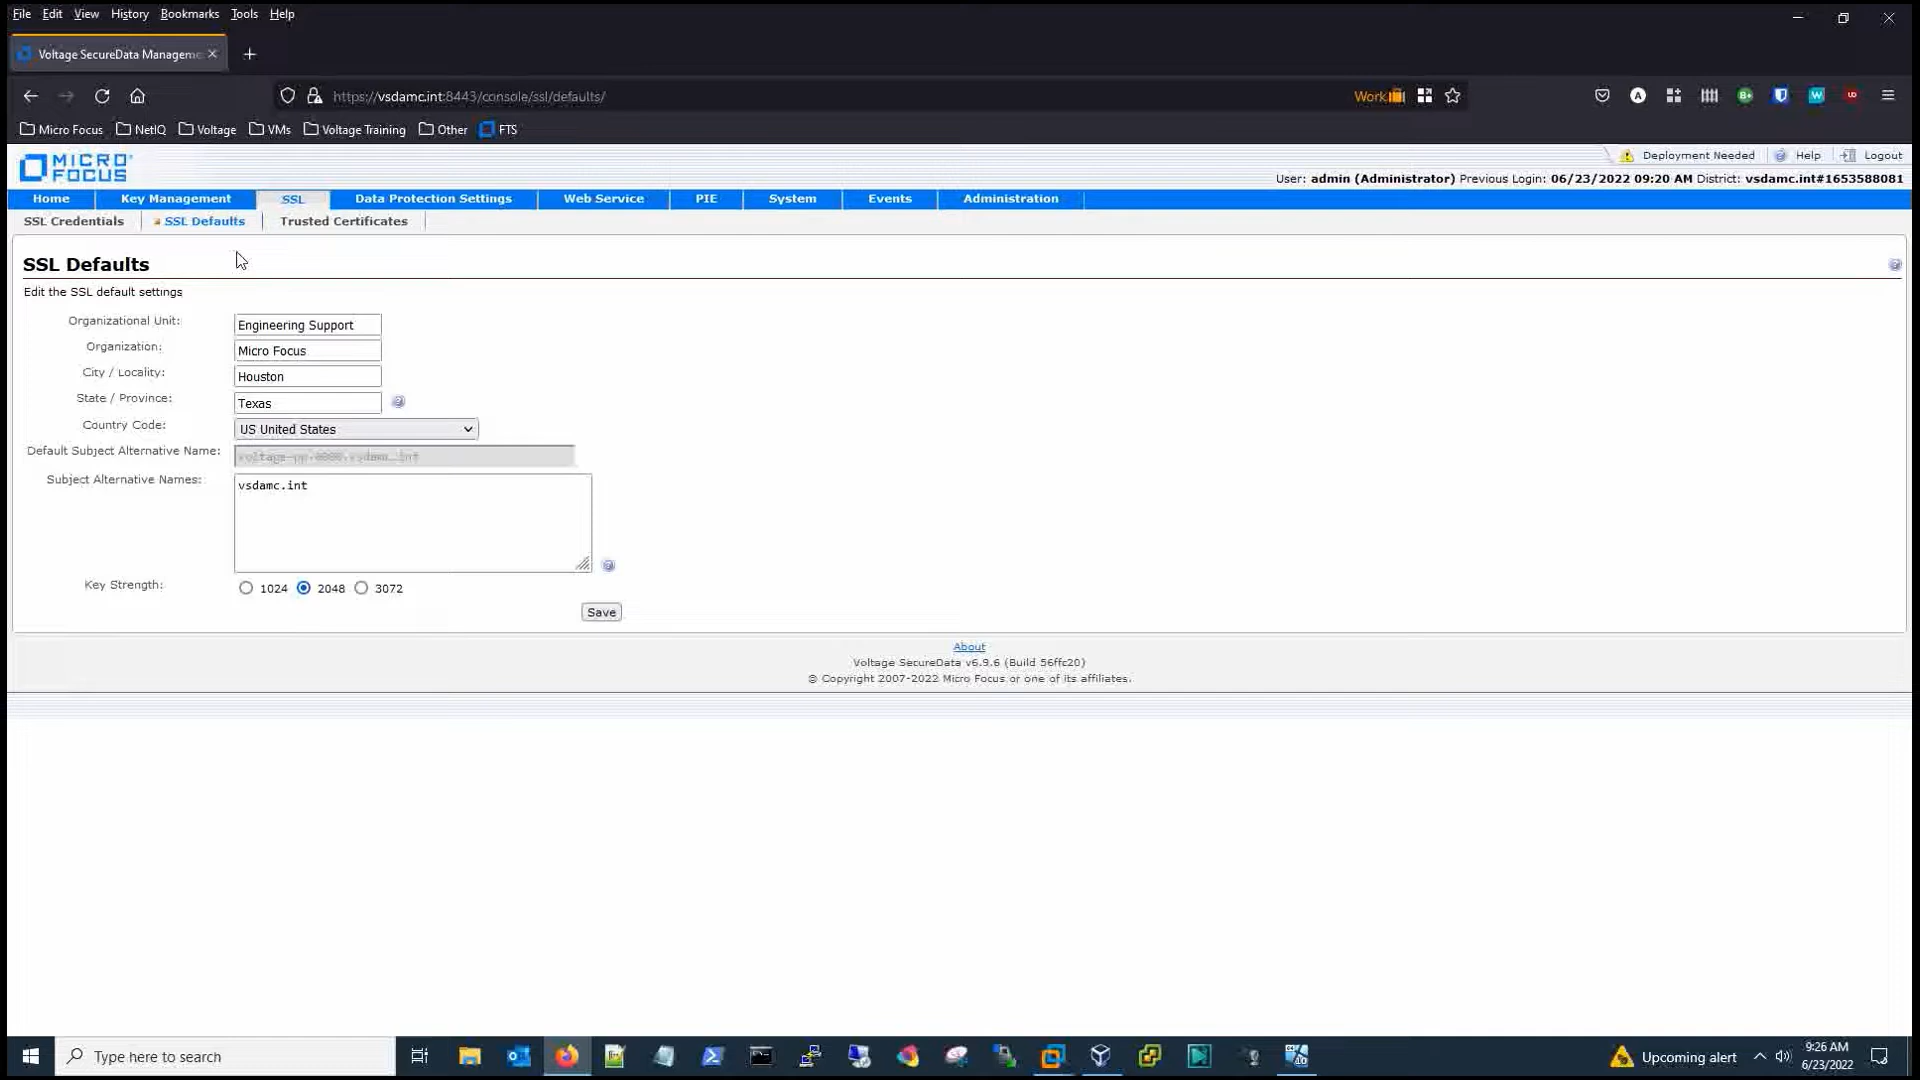 File Edit View History Bookmarks Tools Help
Voltage SecureData Manageme
https://vsdamc.int:8443/console/ssl/defaults/
Work
Micro Focus NetIQ Voltage VMs Voltage Training Other FTS
MICRO
FOCUS
Deployment Needed Help Logout
User: admin (Administrator) Previous Login: 06/23/2022 09:20 AM District: vsdamc.int#1653588081
Home Key Management SSL Data Protection Settings Web Service PIE System Events Administration
SSL Credentials SSL Defaults Trusted Certificates
SSL Defaults
Edit the SSL default settings
Organizational Unit: Engineering Support
Organization: Micro Focus
City / Locality: Houston
State / Province: Texas
Country Code: US United States
Default Subject Alternative Name:
Subject Alternative Names: vsdamc.int
Key Strength: 1024 2048 3072
Save
About
Voltage SecureData v6.9.6 (Build 56ffc20)
© Copyright 2007-2022 Micro Focus or one of its affiliates.
Type here to search
Upcoming alert
9:26 AM
6/23/2022